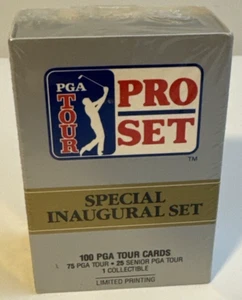 PGA TOUR
PRO SET
TM
SPECIAL
INAUGURAL SET
100 PGA TOUR CARDS
75 PGA TOUR • 25 SENIOR PGA TOUR
1 COLLECTIBLE
LIMITED PRINTING